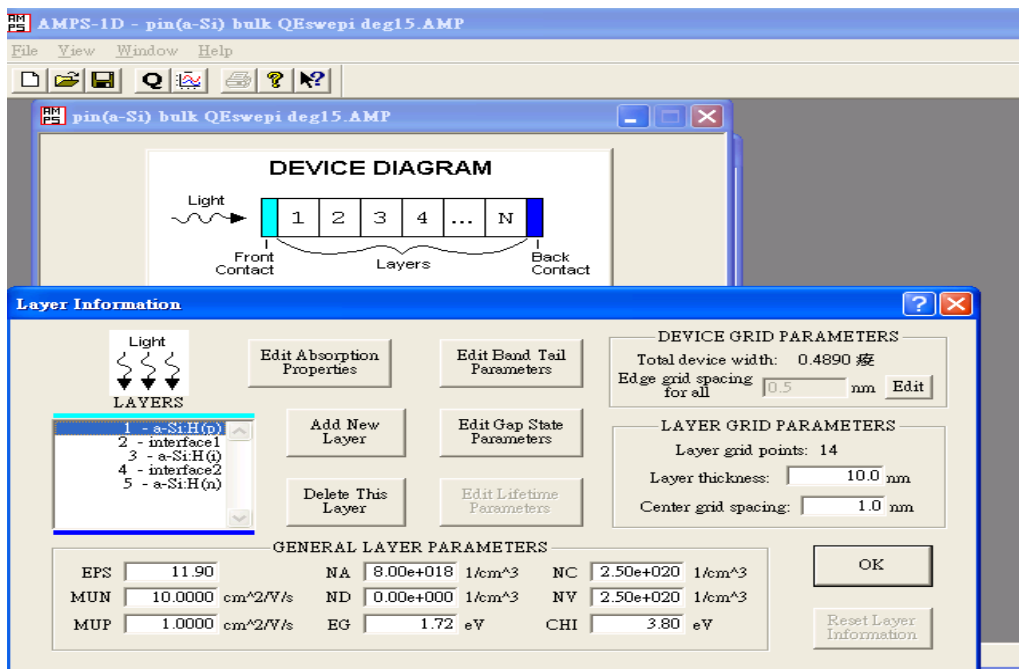 AMPS-1D - pin(a-Si) bulk QEswepi deg15.AMP
File View Window Help
Q
pin(a-Si) bulk QEswepi deg15.AMP
DEVICE DIAGRAM
Light
1 2 3 4 ... N
Front Contact
Layers
Back Contact
Layer Information
Light
LAYERS
1 - a-Si:H(p)
2 - interface1
3 - a-Si:H(i)
4 - interface2
5 - a-Si:H(n)
Edit Absorption Properties
Edit Band Tail Parameters
Add New Layer
Edit Gap State Parameters
Delete This Layer
Edit Lifetime Parameters
DEVICE GRID PARAMETERS
Total device width: 0.4890 痠
Edge grid spacing for all 0.5 nm Edit
LAYER GRID PARAMETERS
Layer grid points: 14
Layer thickness: 10.0 nm
Center grid spacing: 1.0 nm
GENERAL LAYER PARAMETERS
EPS 11.90 NA 8.00e+018 1/cm^3 NC 2.50e+020 1/cm^3
MUN 10.0000 cm^2/V/s ND 0.00e+000 1/cm^3 NV 2.50e+020 1/cm^3
MUP 1.0000 cm^2/V/s EG 1.72 eV CHI 3.80 eV
OK
Reset Layer Information